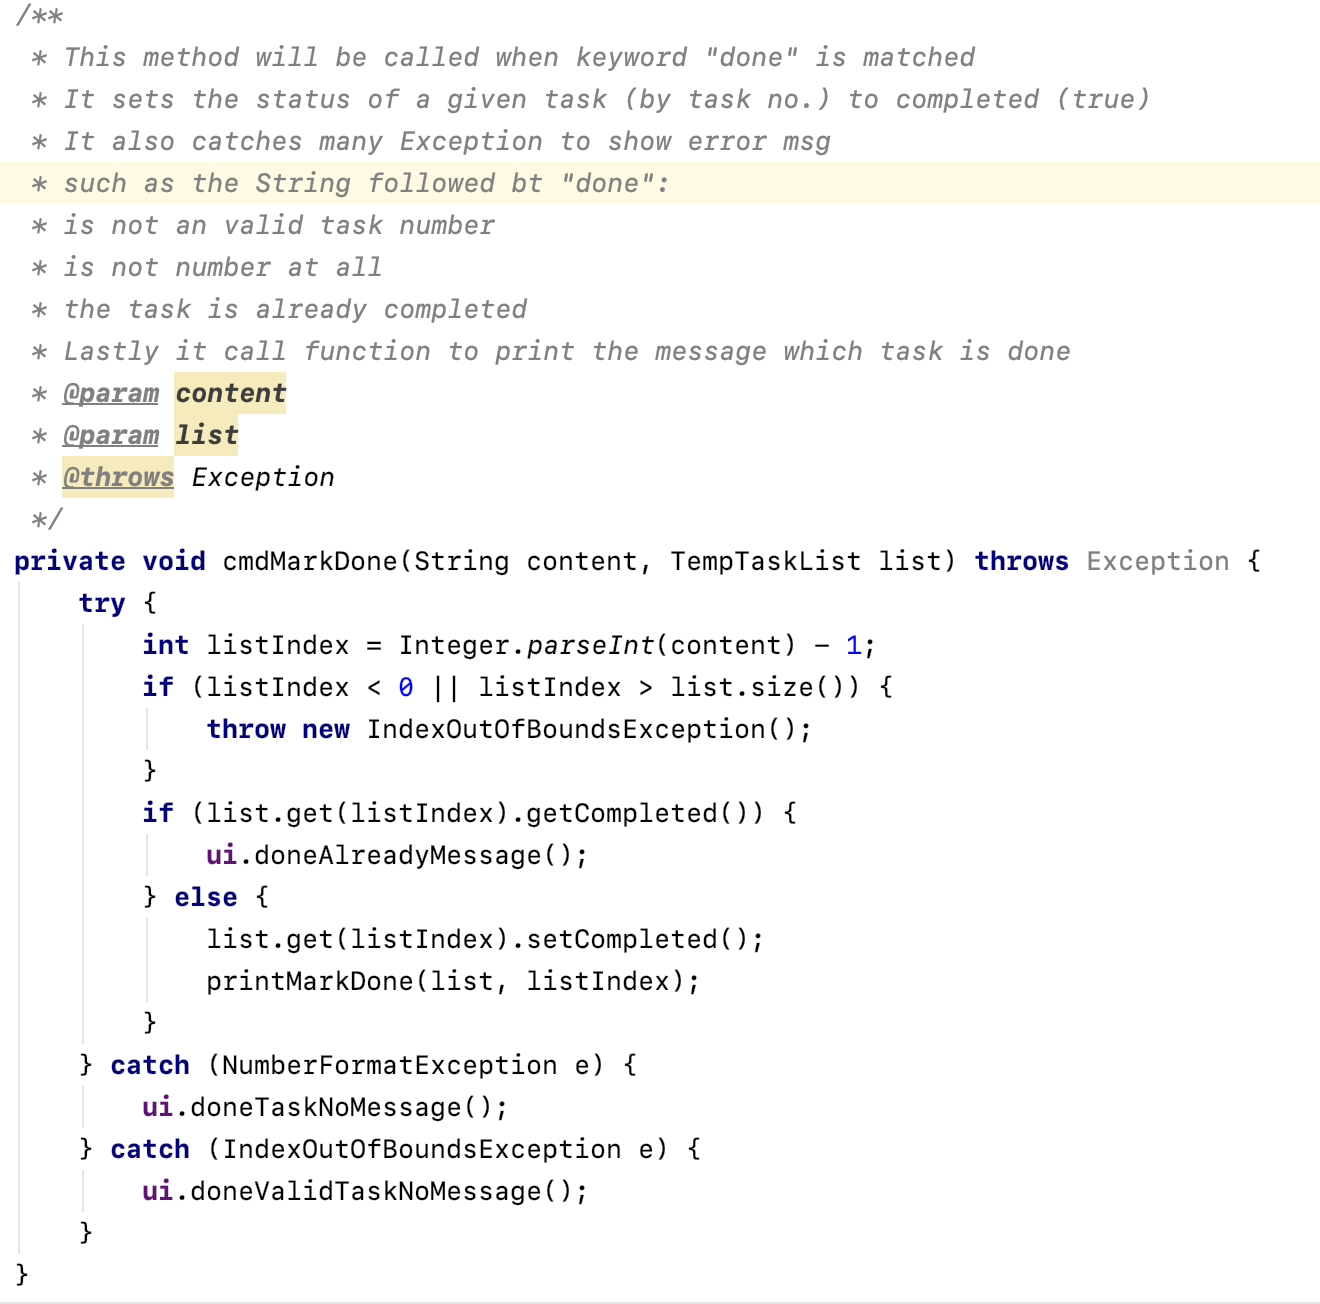 /**
 * This method will be called when keyword "done" is matched
 * It sets the status of a given task (by task no.) to completed (true)
 * It also catches many Exception to show error msg
 * such as the String followed bt "done":
 * is not an valid task number
 * is not number at all
 * the task is already completed
 * Lastly it call function to print the message which task is done
 * @param content
 * @param list
 * @throws Exception
 */
private void cmdMarkDone(String content, TempTaskList list) throws Exception {
    try {
        int listIndex = Integer.parseInt(content) - 1;
        if (listIndex < 0 || listIndex > list.size()) {
            throw new IndexOutOfBoundsException();
        }
        if (list.get(listIndex).getCompleted()) {
            ui.doneAlreadyMessage();
        } else {
            list.get(listIndex).setCompleted();
            printMarkDone(list, listIndex);
        }
    } catch (NumberFormatException e) {
        ui.doneTaskNoMessage();
    } catch (IndexOutOfBoundsException e) {
        ui.doneValidTaskNoMessage();
    }
}